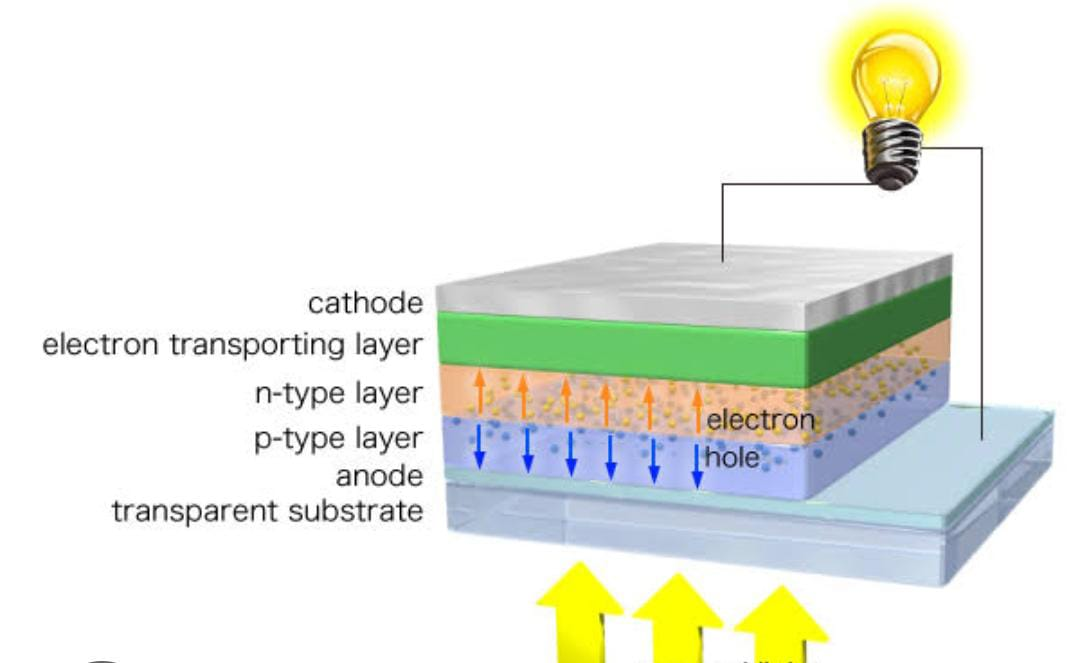 cathode
electron transporting layer
n-type layer
electron
p-type layer
hole
anode
transparent substrate